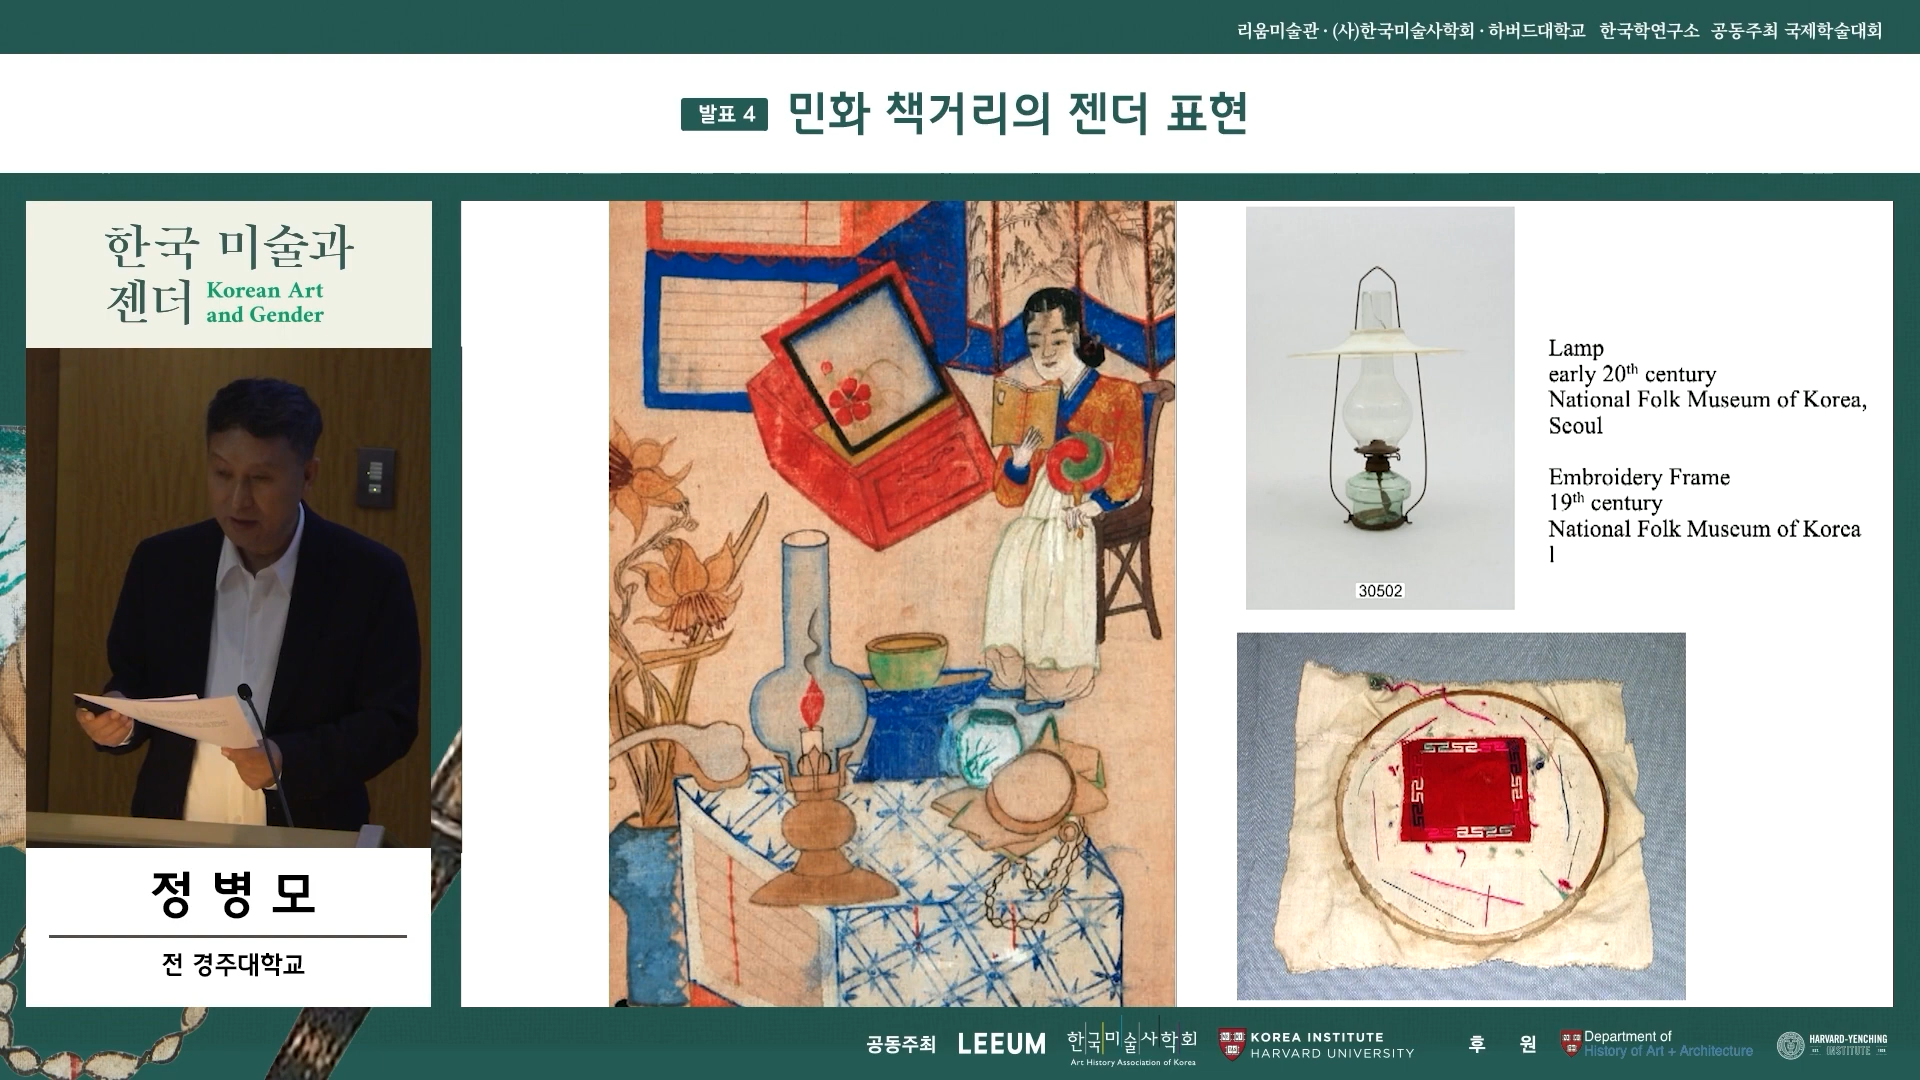 리움미술관 · (사)한국미술사학회 · 하버드대학교 한국학연구소 공동주최 국제학술대회
발표 4 민화 책거리의 젠더 표현
한국 미술과
젠더 Korean Art
and Gender
정병모
전 경주대학교
30502
Lamp
early 20th century
National Folk Museum of Korea,
Seoul
Embroidery Frame
19th century
National Folk Museum of Korea
l
공동주최
LEEUM
한국미술사학회
Art History Association of Korea
KOREA INSTITUTE
HARVARD UNIVERSITY
후 원
Department of
History of Art + Architecture
HARVARD-YENCHING
INSTITUTE